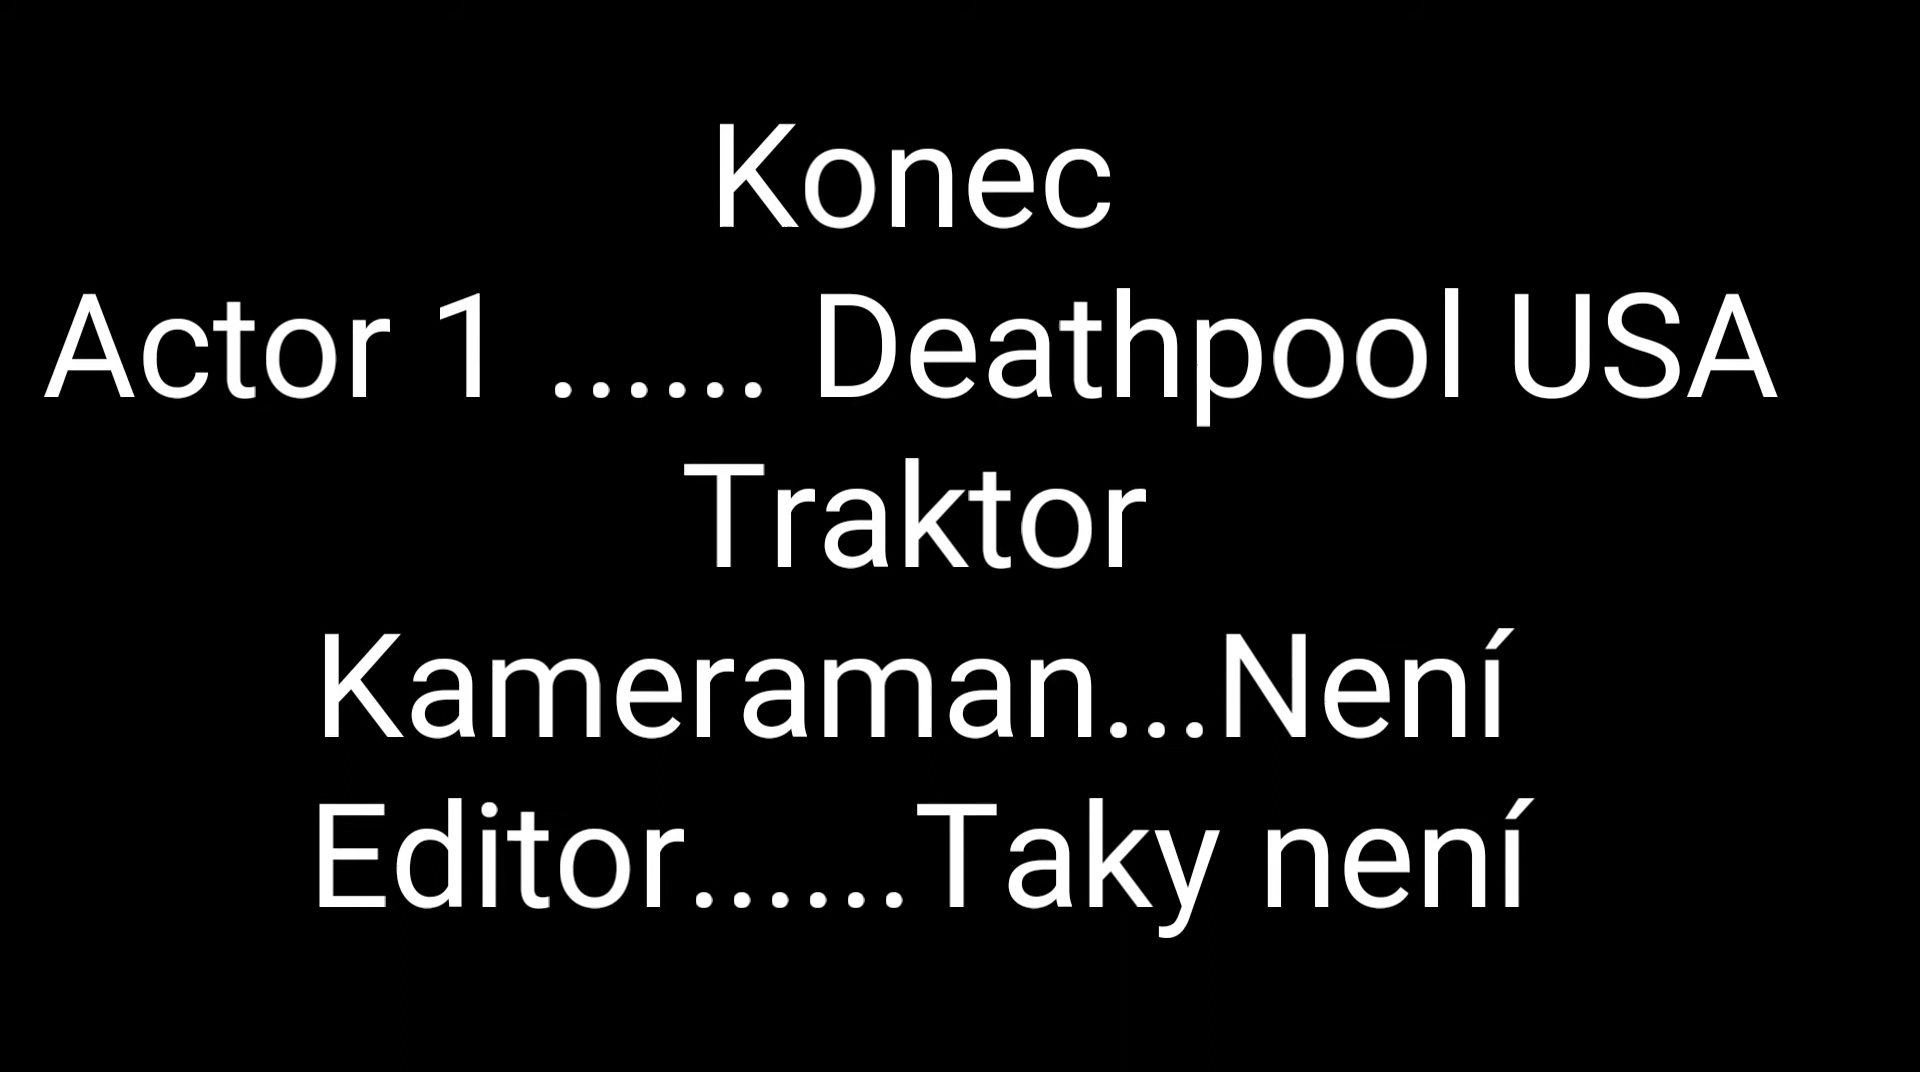 Konec
Actor 1 ...... Deathpool USA
Traktor
Kameraman...Není
Editor......Taky není